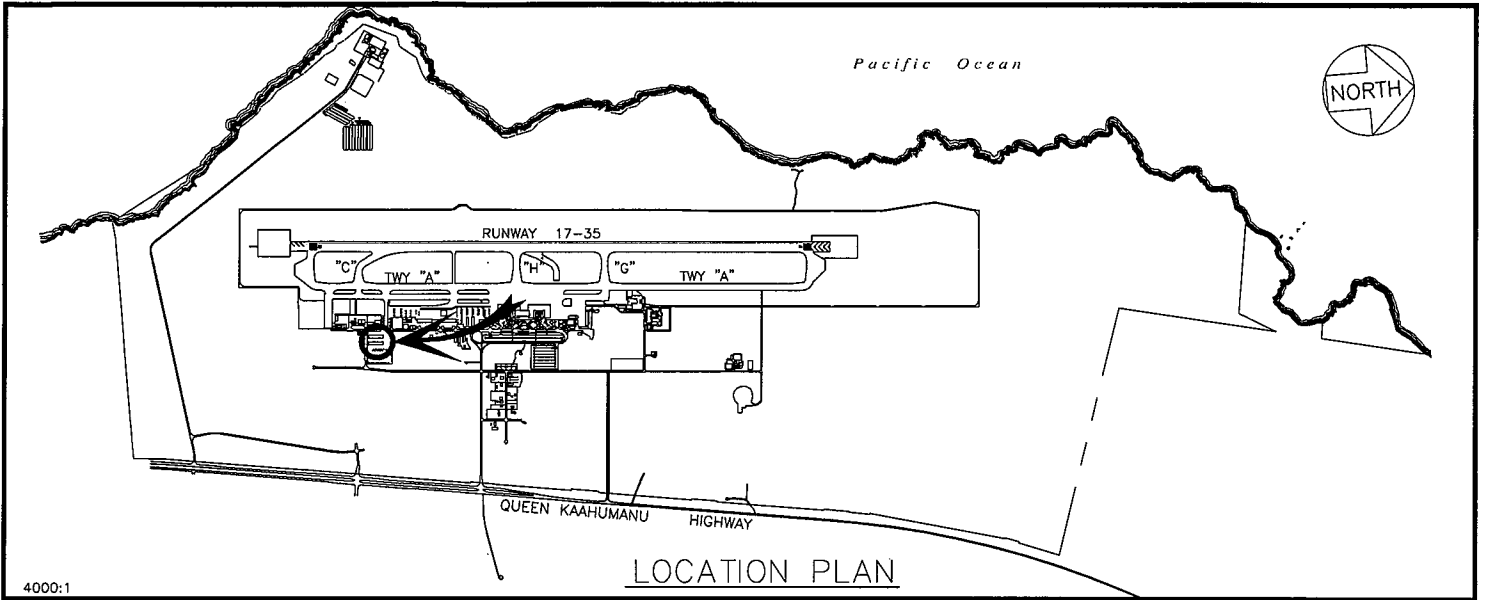 Pacific Ocean
NORTH
RUNWAY 17-35
"C"
TWY "A"
"H"
"G"
TWY "A"
QUEEN KAAHUMANU HIGHWAY
LOCATION PLAN
4000:1